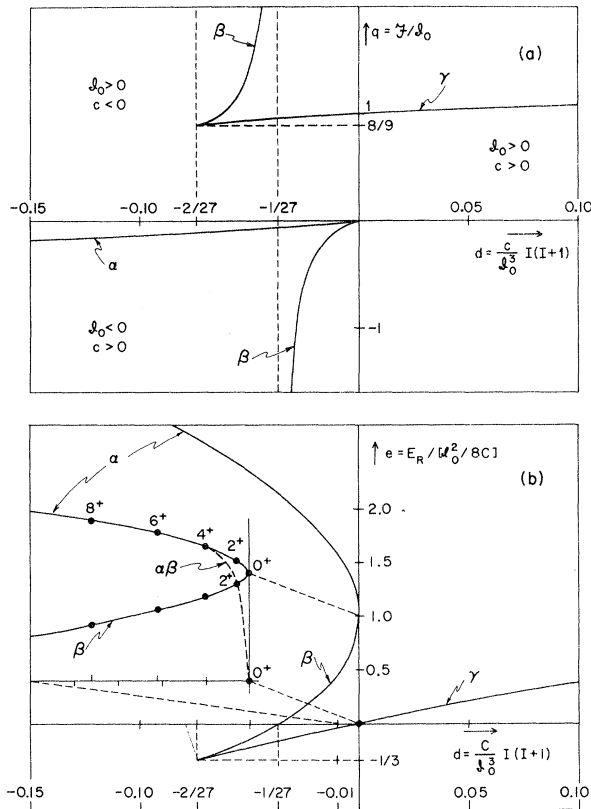 β
↑ q = ℱ/ℐ₀
(a)
ℐ₀ > 0
c < 0
γ
1
8/9
ℐ₀ > 0
c > 0
-0.15
-0.10
-2/27
-1/27
0.05
0.10
α
d = c/ℐ₀³ I(I+1)
ℐ₀ < 0
c > 0
β
-1
α
↑ e = E_R / [ℐ₀²/8C]
(b)
8⁺
2.0
6⁺
4⁺
2⁺
1.5
αβ
0⁺
2⁺
1.0
β
β
0.5
0⁺
γ
-1/3
d = C/ℐ₀³ I(I+1)
-0.15
-0.10
-2/27
-1/27
-0.01
0.05
0.10